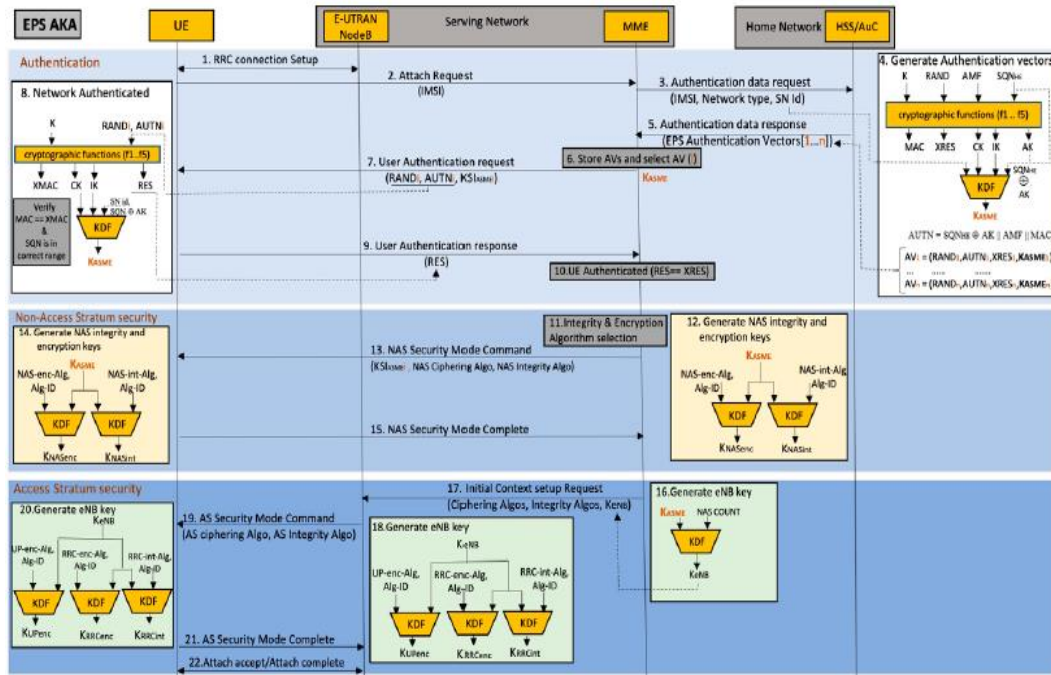 EPS AKA
UE
E-UTRAN
NodeB
Serving Network
MME
Home Network
HSS/AuC
Authentication
1. RRC connection Setup
2. Attach Request
(IMSI)
3. Authentication data request
(IMSI, Network type, SN Id)
4. Generate Authentication vectors
K RAND AMF SQNHE
cryptographic functions (f1... f5)
MAC XRES CK IK AK
SQNHE
⊕
AK
KDF
KASME
AUTN = SQNHE ⊕ AK || AMF || MAC
AV1 = (RAND1,AUTN1,XRES1,KASME1)
.... ...... ......
AVn = (RANDn,AUTNn,XRESn,KASMEn)
5. Authentication data response
(EPS Authentication Vectors[1...n])
6. Store AVs and select AV (i)
KASME
7. User Authentication request
(RANDi, AUTNi, KSIASMEi)
8. Network Authenticated
K RANDi, AUTNi
cryptographic functions (f1..f5)
XMAC CK IK RES
SN id,
SQN ⊕ AK
Verify
MAC == XMAC
&
SQN is in
correct range
KDF
KASME
9. User Authentication response
(RES)
10.UE Authenticated (RES== XRES)
Non-Access Stratum security
11.Integrity & Encryption
Algorithm selection
12. Generate NAS integrity and
encryption keys
KASME
NAS-enc-Alg,
Alg-ID
NAS-int-Alg,
Alg-ID
KDF KDF
KNASenc KNASint
13. NAS Security Mode Command
(KSIASMEi, NAS Ciphering Algo, NAS Integrity Algo)
14. Generate NAS integrity and
encryption keys
KASME
NAS-enc-Alg,
Alg-ID
NAS-int-Alg,
Alg-ID
KDF KDF
KNASenc KNASint
15. NAS Security Mode Complete
Access Stratum security
16.Generate eNB key
KASME NAS COUNT
KDF
KeNB
17. Initial Context setup Request
(Ciphering Algos, Integrity Algos, KeNB)
18.Generate eNB key
KeNB
UP-enc-Alg,
Alg-ID
RRC-enc-Alg,
Alg-ID
RRC-int-Alg,
Alg-ID
KDF KDF KDF
KUPenc KRRCenc KRRCint
19. AS Security Mode Command
(AS ciphering Algo, AS Integrity Algo)
20.Generate eNB key
KeNB
UP-enc-Alg,
Alg-ID
RRC-enc-Alg,
Alg-ID
RRC-int-Alg,
Alg-ID
KDF KDF KDF
KUPenc KRRCenc KRRCint
21. AS Security Mode Complete
22.Attach accept/Attach complete